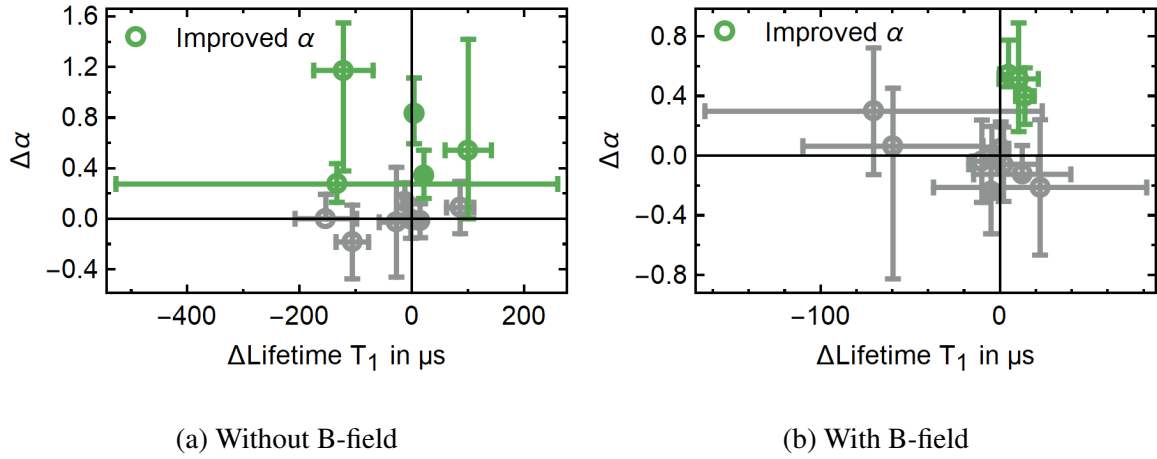 1.6
1.2
0.8
0.4
0.0
−0.4
Δα
Improved α
−400
−200
0
200
ΔLifetime T1 in µs
(a) Without B-field
0.8
0.4
0.0
−0.4
−0.8
Δα
Improved α
−100
0
ΔLifetime T1 in µs
(b) With B-field